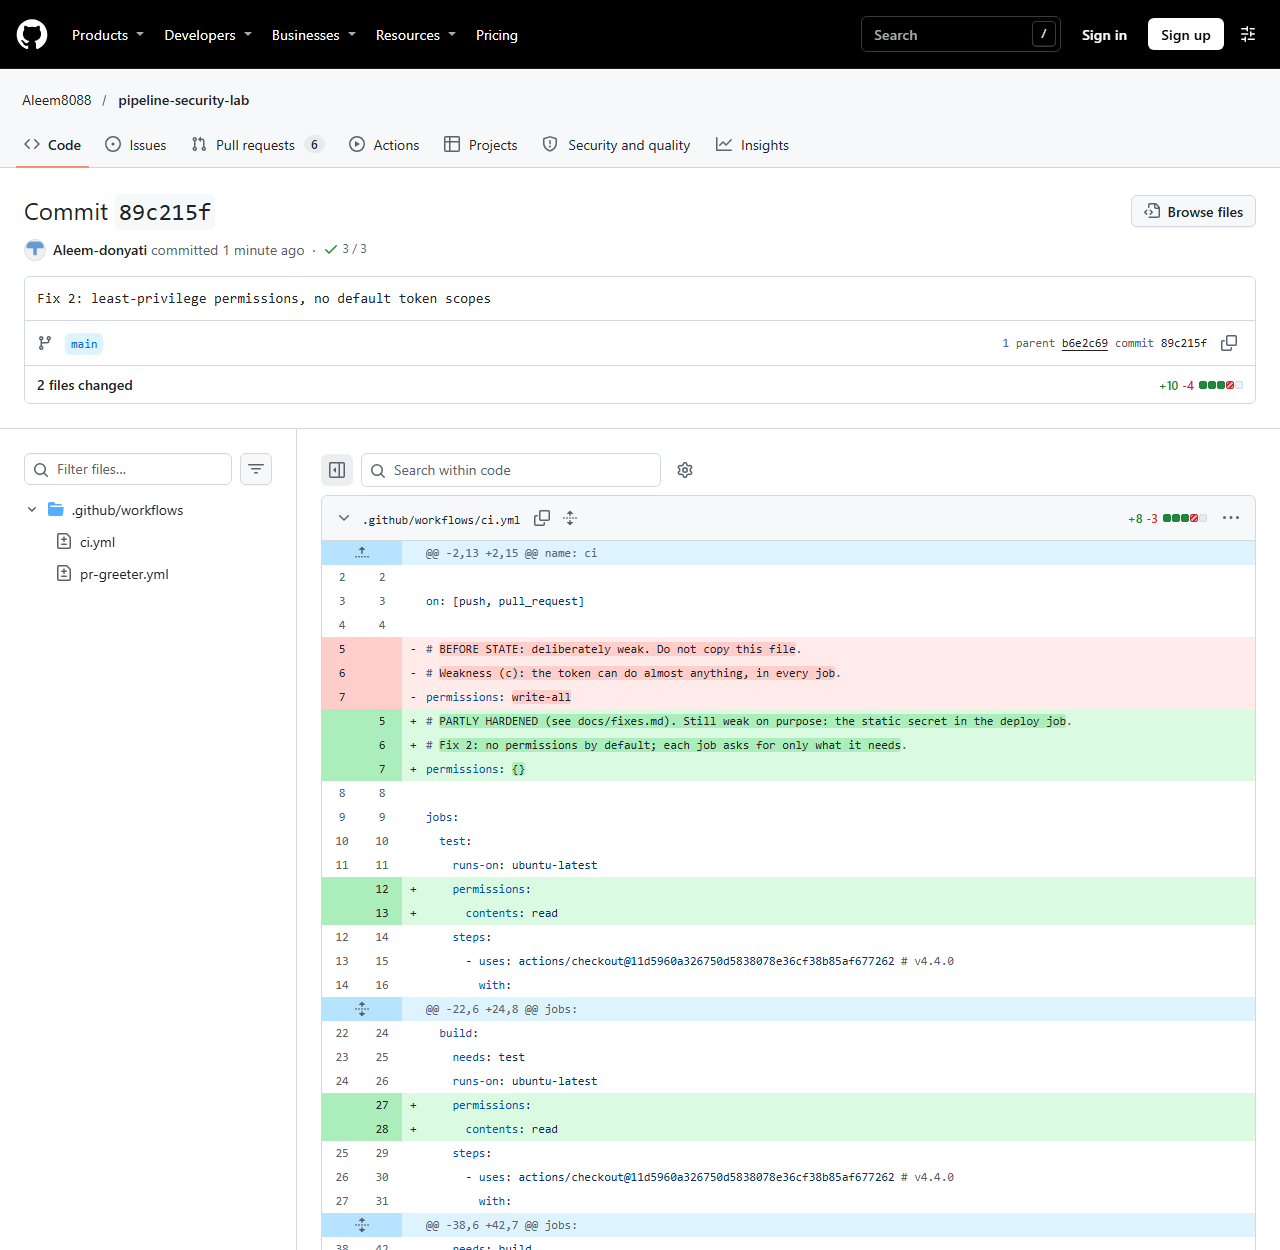 Products Developers Businesses Resources Pricing Search / Sign in Sign up
Aleem8088 / pipeline-security-lab
Code Issues Pull requests 6 Actions Projects Security and quality Insights
Commit 89c215f Browse files
Aleem-donyati committed 1 minute ago · 3 / 3
Fix 2: least-privilege permissions, no default token scopes
main 1 parent b6e2c69 commit 89c215f
2 files changed +10 -4
Filter files...
.github/workflows
ci.yml
pr-greeter.yml
Search within code
.github/workflows/ci.yml +8 -3
@@ -2,13 +2,15 @@ name: ci
2 2
3 3 on: [push, pull_request]
4 4
5 - # BEFORE STATE: deliberately weak. Do not copy this file.
6 - # Weakness (c): the token can do almost anything, in every job.
7 - permissions: write-all
5 + # PARTLY HARDENED (see docs/fixes.md). Still weak on purpose: the static secret in the deploy job.
6 + # Fix 2: no permissions by default; each job asks for only what it needs.
7 + permissions: {}
8 8
9 9 jobs:
10 10 test:
11 11 runs-on: ubuntu-latest
12 + permissions:
13 + contents: read
12 14 steps:
13 15 - uses: actions/checkout@11d5960a326750d5838078e36cf38b85af677262 # v4.4.0
14 16 with:
@@ -22,6 +24,8 @@ jobs:
22 24 build:
23 25 needs: test
24 26 runs-on: ubuntu-latest
27 + permissions:
28 + contents: read
25 29 steps:
26 30 - uses: actions/checkout@11d5960a326750d5838078e36cf38b85af677262 # v4.4.0
27 31 with:
@@ -38,6 +42,7 @@ jobs:
38 42 needs: build